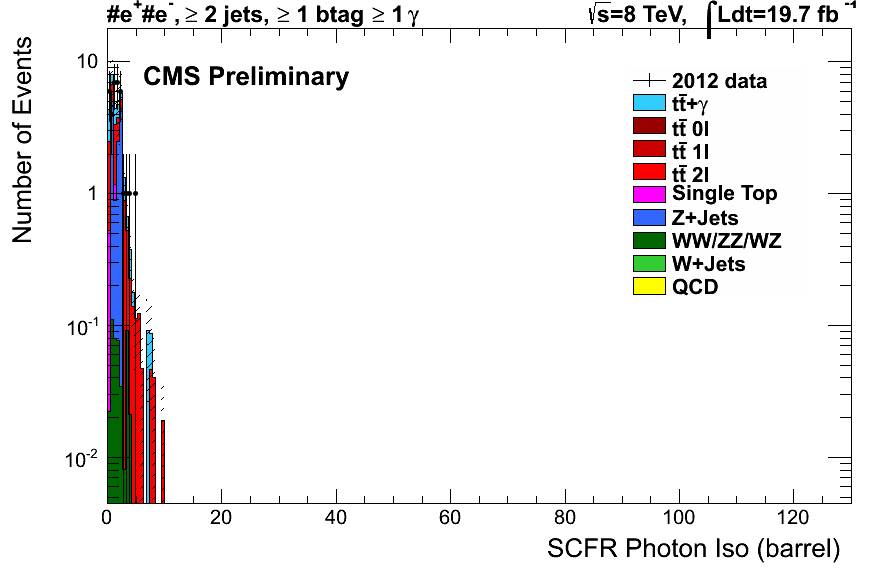 #e⁺#e⁻, ≥ 2 jets, ≥ 1 btag ≥ 1 γ
√s=8 TeV, ∫Ldt=19.7 fb⁻¹
CMS Preliminary
2012 data
tt̄+γ
tt̄ 0l
tt̄ 1l
tt̄ 2l
Single Top
Z+Jets
WW/ZZ/WZ
W+Jets
QCD
Number of Events
10
1
10⁻¹
10⁻²
0 20 40 60 80 100 120
SCFR Photon Iso (barrel)